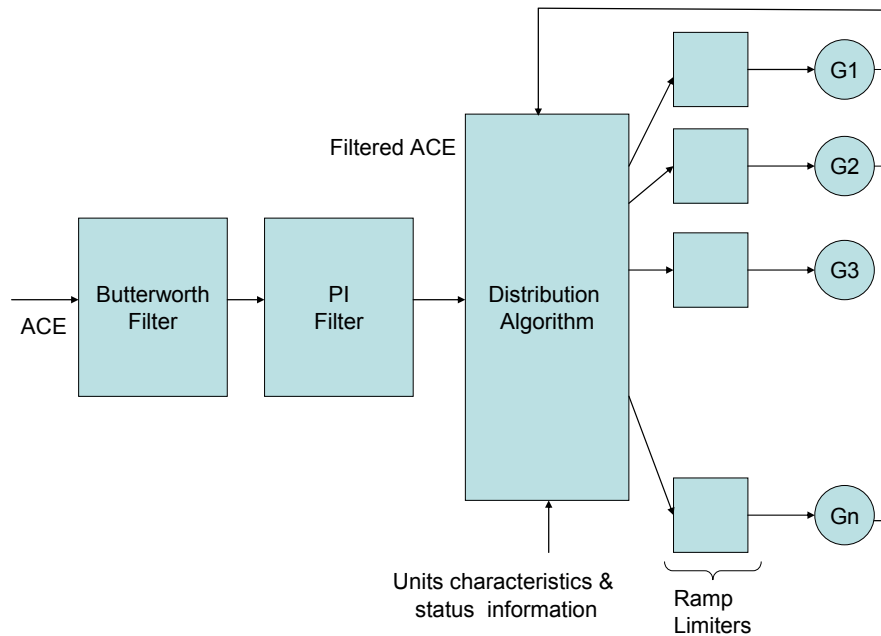 G1
Filtered ACE
G2
Butterworth
Filter
PI
Filter
Distribution
Algorithm
G3
ACE
Gn
Units characteristics &
status information
Ramp
Limiters